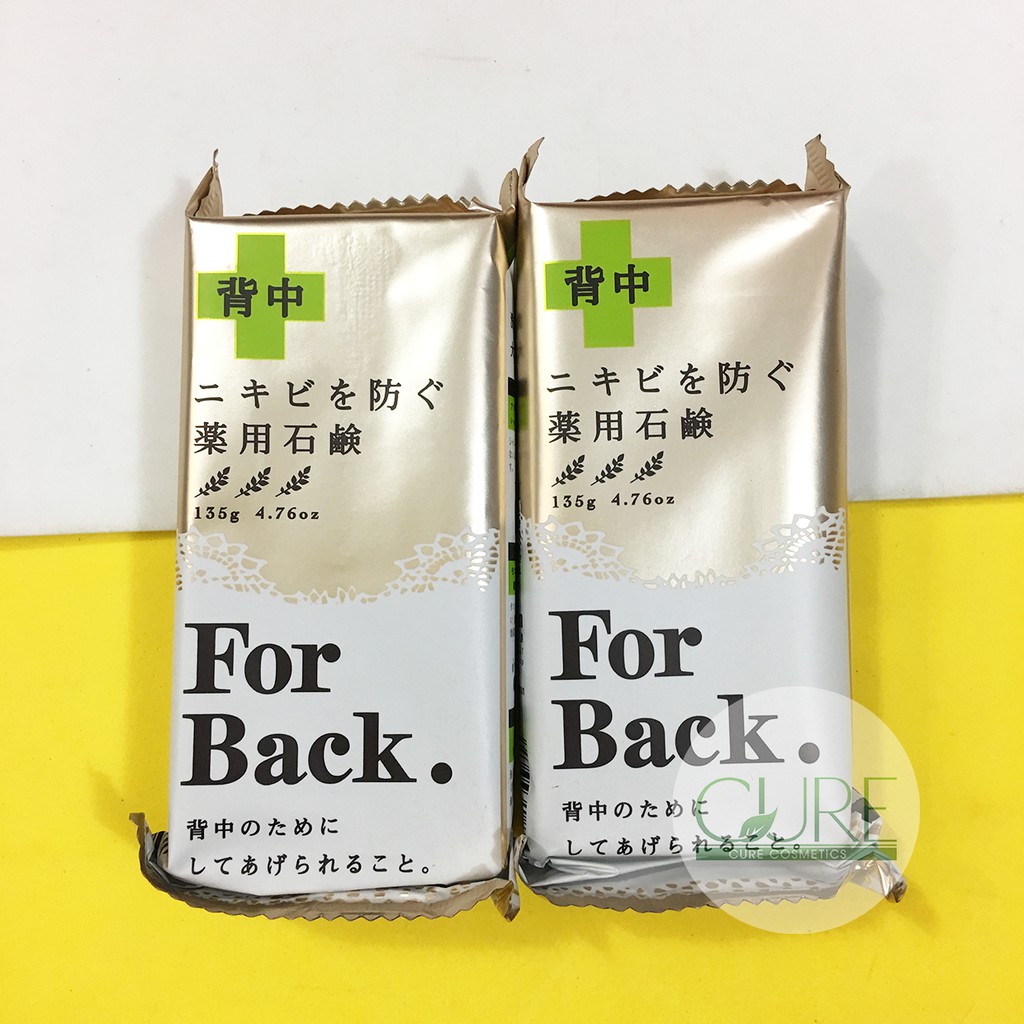 背中
ニキビを防ぐ
薬用石鹸
135g 4.76oz
For
Back.
背中のために
してあげられること。
背中
ニキビを防ぐ
薬用石鹸
135g 4.76oz
For
Back.
背中のために
してあげられること。
CURE
CURE COSMETICS